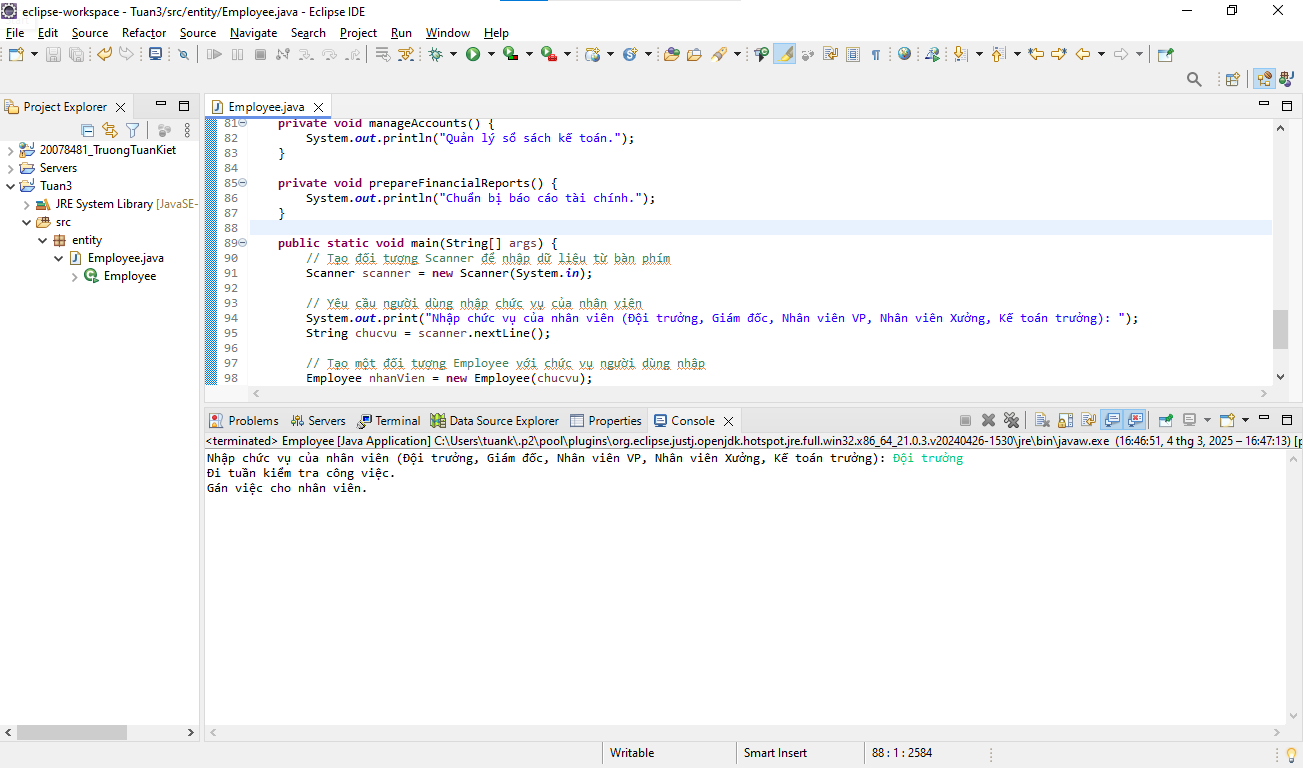 eclipse-workspace - Tuan3/src/entity/Employee.java - Eclipse IDE
File Edit Source Refactor Source Navigate Search Project Run Window Help
Project Explorer
20078481_TruongTuanKiet
Servers
Tuan3
JRE System Library [JavaSE-
src
entity
Employee.java
Employee
Employee.java
81 private void manageAccounts() {
82 System.out.println("Quản lý sổ sách kế toán.");
83 }
84
85 private void prepareFinancialReports() {
86 System.out.println("Chuẩn bị báo cáo tài chính.");
87 }
88
89 public static void main(String[] args) {
90 // Tạo đối tượng Scanner để nhập dữ liệu từ bàn phím
91 Scanner scanner = new Scanner(System.in);
92
93 // Yêu cầu người dùng nhập chức vụ của nhân viên
94 System.out.print("Nhập chức vụ của nhân viên (Đội trưởng, Giám đốc, Nhân viên VP, Nhân viên Xưởng, Kế toán trưởng): ");
95 String chucvu = scanner.nextLine();
96
97 // Tạo một đối tượng Employee với chức vụ người dùng nhập
98 Employee nhanVien = new Employee(chucvu);
Problems Servers Terminal Data Source Explorer Properties Console
<terminated> Employee [Java Application] C:\Users\tuank\.p2\pool\plugins\org.eclipse.justj.openjdk.hotspot.jre.full.win32.x86_64_21.0.3.v20240426-1530\jre\bin\javaw.exe (16:46:51, 4 thg 3, 2025 – 16:47:13) [p
Nhập chức vụ của nhân viên (Đội trưởng, Giám đốc, Nhân viên VP, Nhân viên Xưởng, Kế toán trưởng): Đội trưởng
Đi tuần kiểm tra công việc.
Gán việc cho nhân viên.
Writable Smart Insert 88 : 1 : 2584